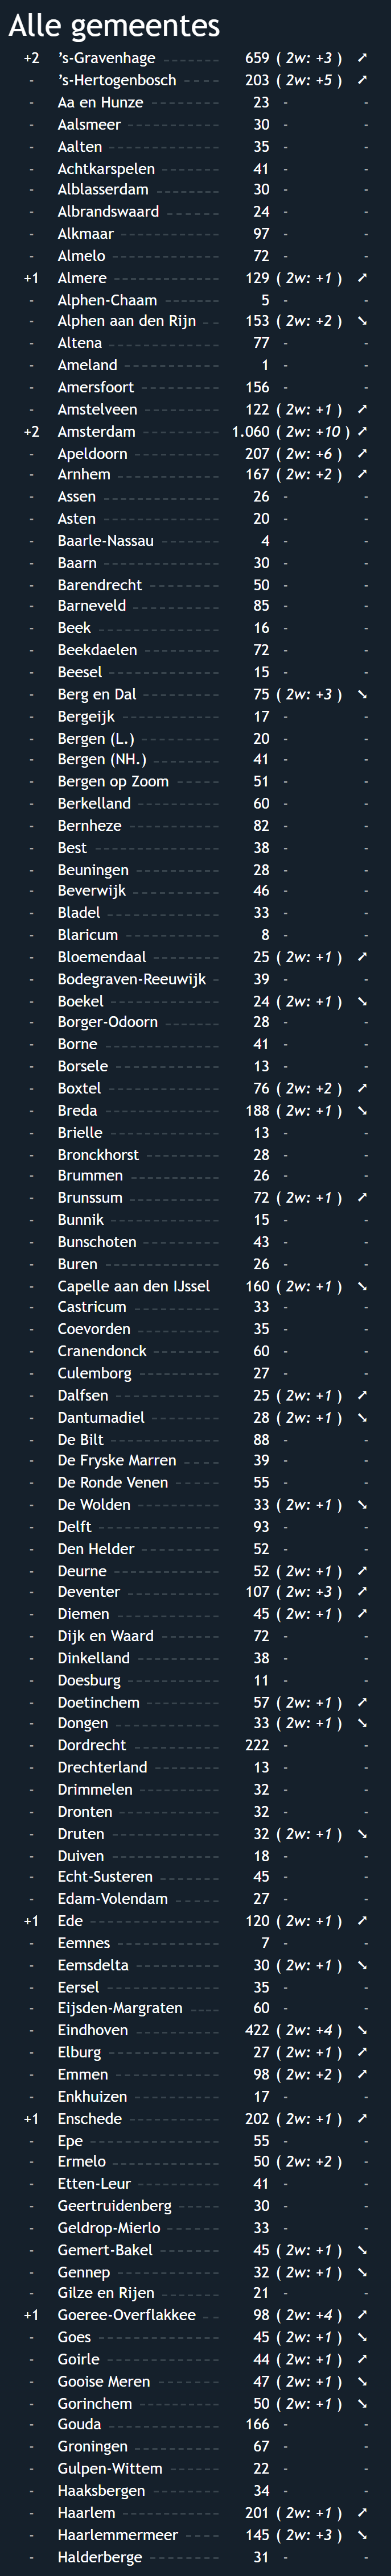 Alle gemeentes
+2 ’s-Gravenhage 659 ( 2w: +3 ) ➚
- ’s-Hertogenbosch 203 ( 2w: +5 ) ➚
- Aa en Hunze 23 - -
- Aalsmeer 30 - -
- Aalten 35 - -
- Achtkarspelen 41 - -
- Alblasserdam 30 - -
- Albrandswaard 24 - -
- Alkmaar 97 - -
- Almelo 72 - -
+1 Almere 129 ( 2w: +1 ) ➚
- Alphen-Chaam 5 - -
- Alphen aan den Rijn 153 ( 2w: +2 ) ➘
- Altena 77 - -
- Ameland 1 - -
- Amersfoort 156 - -
- Amstelveen 122 ( 2w: +1 ) ➚
+2 Amsterdam 1.060 ( 2w: +10 ) ➚
- Apeldoorn 207 ( 2w: +6 ) ➚
- Arnhem 167 ( 2w: +2 ) ➚
- Assen 26 - -
- Asten 20 - -
- Baarle-Nassau 4 - -
- Baarn 30 - -
- Barendrecht 50 - -
- Barneveld 85 - -
- Beek 16 - -
- Beekdaelen 72 - -
- Beesel 15 - -
- Berg en Dal 75 ( 2w: +3 ) ➘
- Bergeijk 17 - -
- Bergen (L.) 20 - -
- Bergen (NH.) 41 - -
- Bergen op Zoom 51 - -
- Berkelland 60 - -
- Bernheze 82 - -
- Best 38 - -
- Beuningen 28 - -
- Beverwijk 46 - -
- Bladel 33 - -
- Blaricum 8 - -
- Bloemendaal 25 ( 2w: +1 ) ➚
- Bodegraven-Reeuwijk 39 - -
- Boekel 24 ( 2w: +1 ) ➘
- Borger-Odoorn 28 - -
- Borne 41 - -
- Borsele 13 - -
- Boxtel 76 ( 2w: +2 ) ➚
- Breda 188 ( 2w: +1 ) ➘
- Brielle 13 - -
- Bronckhorst 28 - -
- Brummen 26 - -
- Brunssum 72 ( 2w: +1 ) ➚
- Bunnik 15 - -
- Bunschoten 43 - -
- Buren 26 - -
- Capelle aan den IJssel 160 ( 2w: +1 ) ➘
- Castricum 33 - -
- Coevorden 35 - -
- Cranendonck 60 - -
- Culemborg 27 - -
- Dalfsen 25 ( 2w: +1 ) ➚
- Dantumadiel 28 ( 2w: +1 ) ➘
- De Bilt 88 - -
- De Fryske Marren 39 - -
- De Ronde Venen 55 - -
- De Wolden 33 ( 2w: +1 ) ➘
- Delft 93 - -
- Den Helder 52 - -
- Deurne 52 ( 2w: +1 ) ➚
- Deventer 107 ( 2w: +3 ) ➚
- Diemen 45 ( 2w: +1 ) ➚
- Dijk en Waard 72 - -
- Dinkelland 38 - -
- Doesburg 11 - -
- Doetinchem 57 ( 2w: +1 ) ➚
- Dongen 33 ( 2w: +1 ) ➘
- Dordrecht 222 - -
- Drechterland 13 - -
- Drimmelen 32 - -
- Dronten 32 - -
- Druten 32 ( 2w: +1 ) ➘
- Duiven 18 - -
- Echt-Susteren 45 - -
- Edam-Volendam 27 - -
+1 Ede 120 ( 2w: +1 ) ➚
- Eemnes 7 - -
- Eemsdelta 30 ( 2w: +1 ) ➘
- Eersel 35 - -
- Eijsden-Margraten 60 - -
- Eindhoven 422 ( 2w: +4 ) ➘
- Elburg 27 ( 2w: +1 ) ➚
- Emmen 98 ( 2w: +2 ) ➚
- Enkhuizen 17 - -
+1 Enschede 202 ( 2w: +1 ) ➚
- Epe 55 - -
- Ermelo 50 ( 2w: +2 ) -
- Etten-Leur 41 - -
- Geertruidenberg 30 - -
- Geldrop-Mierlo 33 - -
- Gemert-Bakel 45 ( 2w: +1 ) ➘
- Gennep 32 ( 2w: +1 ) ➘
- Gilze en Rijen 21 - -
+1 Goeree-Overflakkee 98 ( 2w: +4 ) ➚
- Goes 45 ( 2w: +1 ) ➘
- Goirle 44 ( 2w: +1 ) ➚
- Gooise Meren 47 ( 2w: +1 ) ➘
- Gorinchem 50 ( 2w: +1 ) ➘
- Gouda 166 - -
- Groningen 67 - -
- Gulpen-Wittem 22 - -
- Haaksbergen 34 - -
- Haarlem 201 ( 2w: +1 ) ➚
- Haarlemmermeer 145 ( 2w: +3 ) ➘
- Halderberge 31 - -